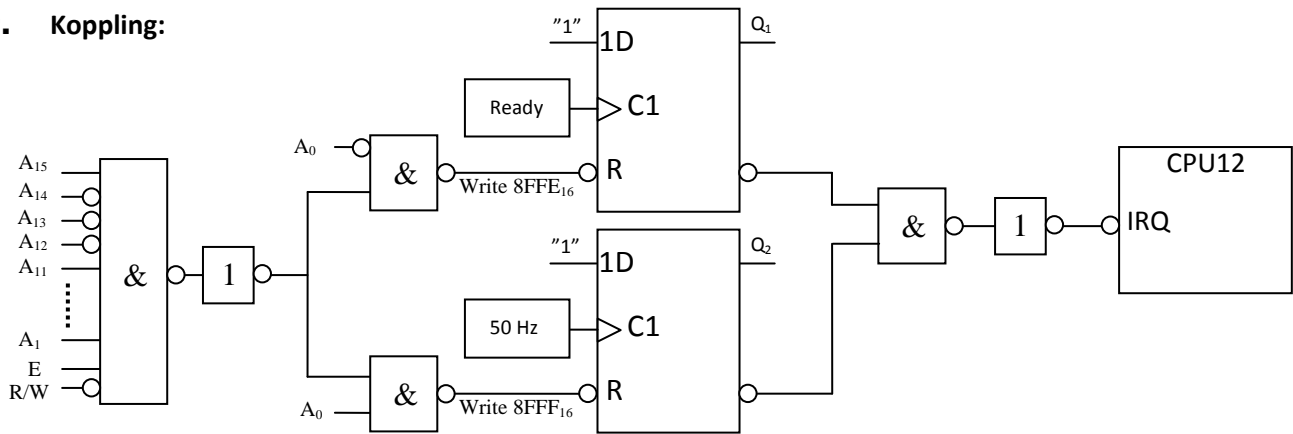 . Koppling:
A₁₅
A₁₄
A₁₃
A₁₂
A₁₁
A₁
E
R/W
&
1
A₀
&
Write 8FFE₁₆
&
A₀
Write 8FFF₁₆
"1"
1D
Q₁
Ready
C1
R
"1"
1D
Q₂
50 Hz
C1
R
&
1
CPU12
IRQ